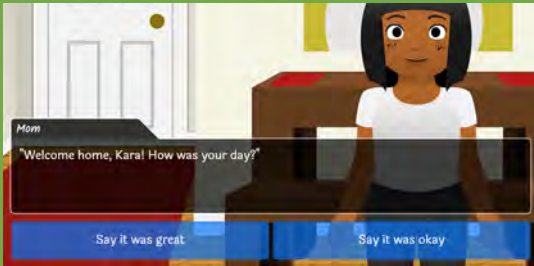 Mom
"Welcome home, Kara! How was your day?"
Say it was great
Say it was okay